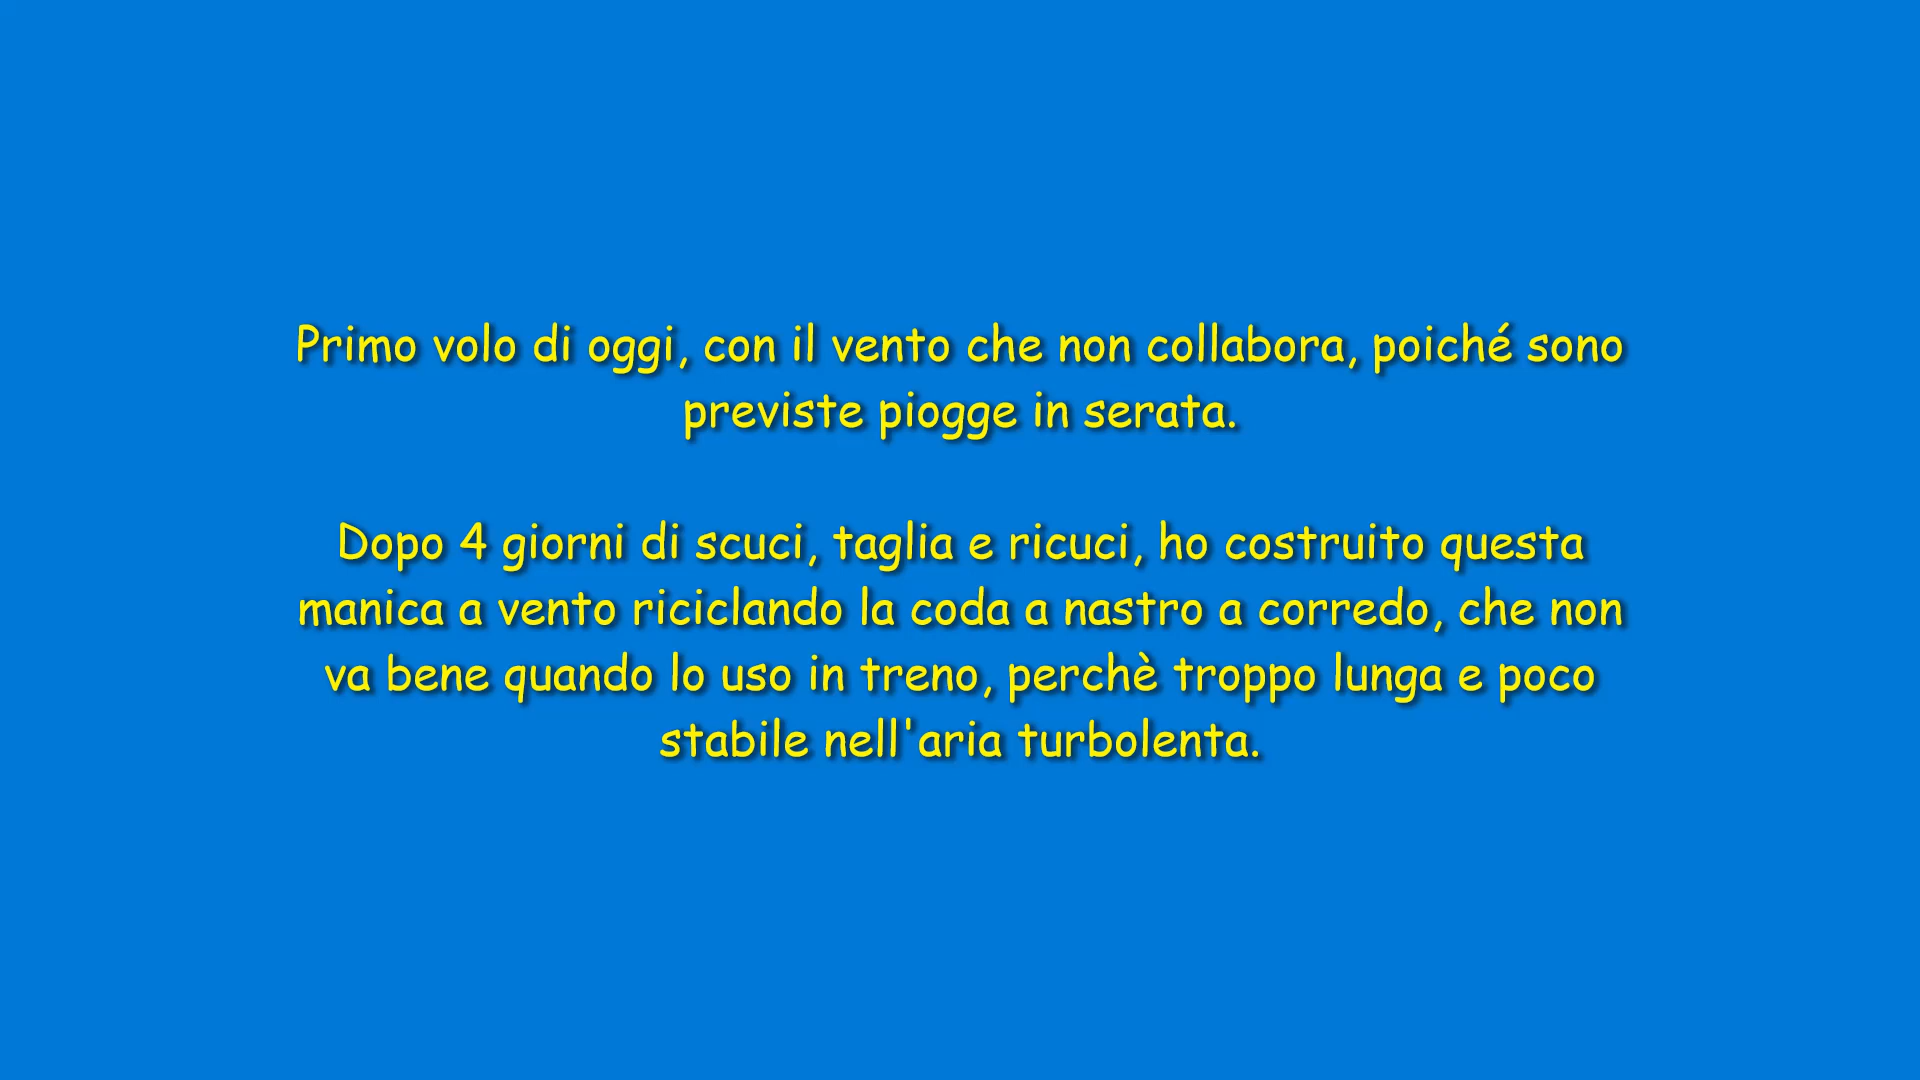 Primo volo di oggi, con il vento che non collabora, poiché sono
previste piogge in serata.
Dopo 4 giorni di scuci, taglia e ricuci, ho costruito questa
manica a vento riciclando la coda a nastro a corredo, che non
va bene quando lo uso in treno, perchè troppo lunga e poco
stabile nell'aria turbolenta.